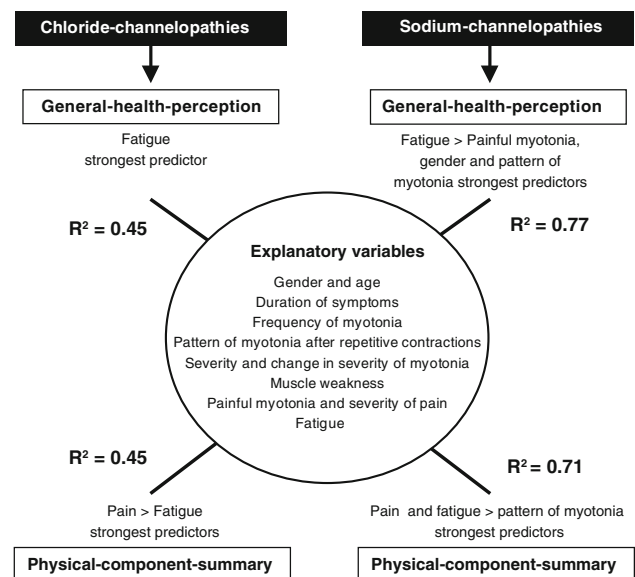 Chloride-channelopathies
Sodium-channelopathies
General-health-perception
General-health-perception
Fatigue
strongest predictor
Fatigue > Painful myotonia,
gender and pattern of
myotonia strongest predictors
R² = 0.45
R² = 0.77
Explanatory variables
Gender and age
Duration of symptoms
Frequency of myotonia
Pattern of myotonia after repetitive contractions
Severity and change in severity of myotonia
Muscle weakness
Painful myotonia and severity of pain
Fatigue
R² = 0.45
R² = 0.71
Pain > Fatigue
strongest predictors
Pain and fatigue > pattern of myotonia
strongest predictors
Physical-component-summary
Physical-component-summary